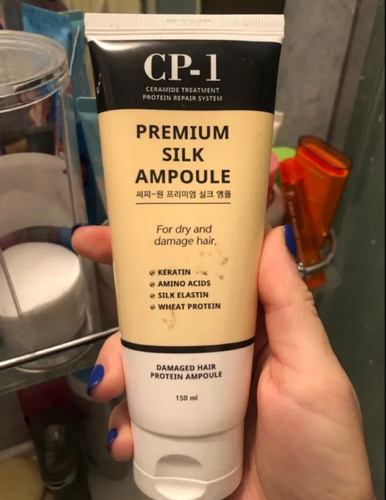 CP-1
CERAMIDE TREATMENT
PROTEIN REPAIR SYSTEM
PREMIUM
SILK
AMPOULE
씨피-원 프리미엄 실크 앰플
For dry and
damage hair.
KERATIN
AMINO ACIDS
SILK ELASTIN
WHEAT PROTEIN
DAMAGED HAIR
PROTEIN AMPOULE
150 ml